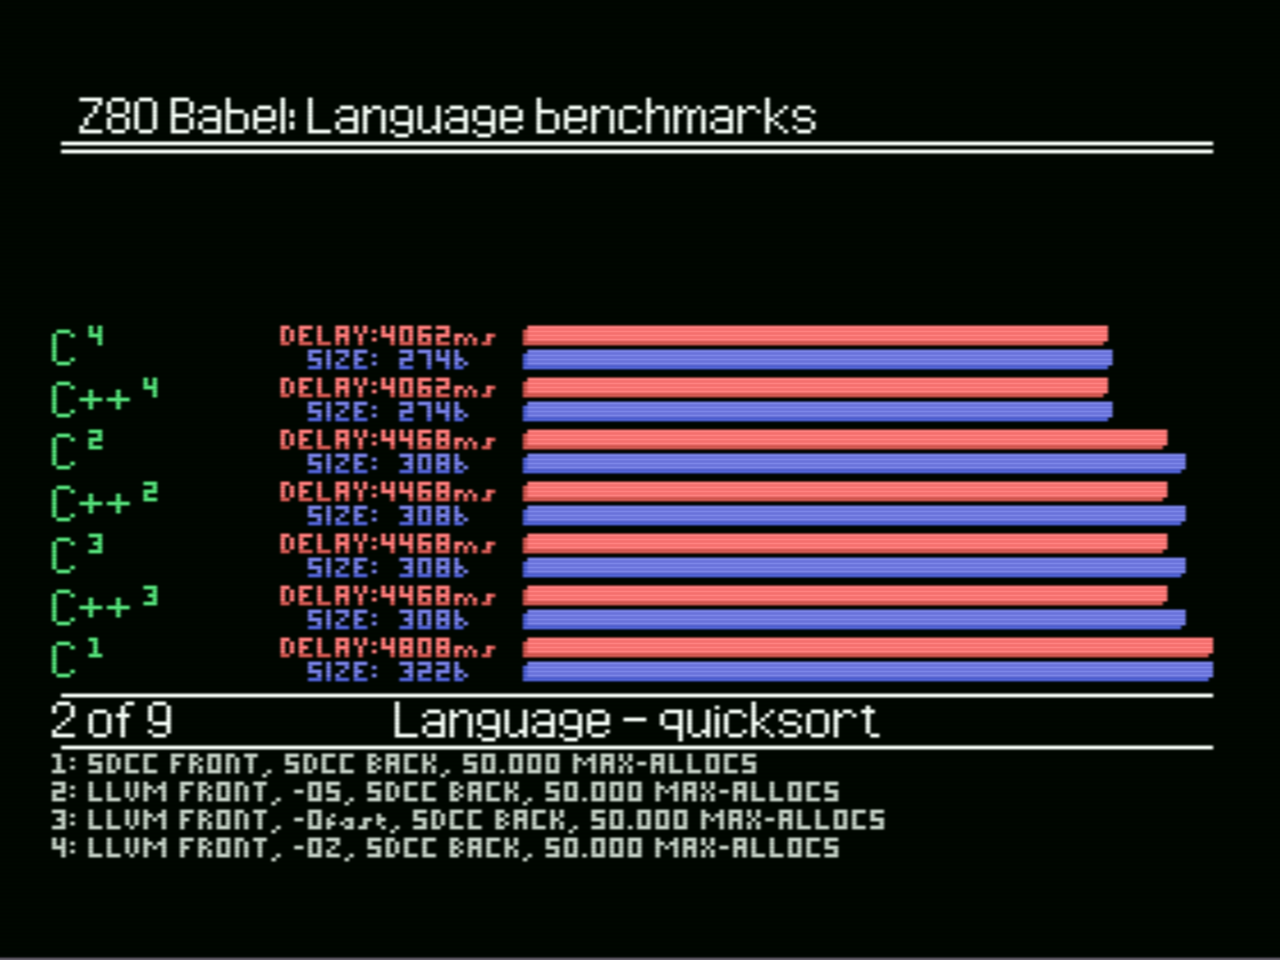 Z80 Babel: Language benchmarks
C 4 DELAY:4062ms
SIZE: 274b
C++ 4 DELAY:4062ms
SIZE: 274b
C 2 DELAY:4468ms
SIZE: 308b
C++ 2 DELAY:4468ms
SIZE: 308b
C 3 DELAY:4468ms
SIZE: 308b
C++ 3 DELAY:4468ms
SIZE: 308b
C 1 DELAY:4808ms
SIZE: 322b
2 of 9 Language - quicksort
1: SDCC FRONT, SDCC BACK, 50.000 MAX-ALLOCS
2: LLVM FRONT, -OS, SDCC BACK, 50.000 MAX-ALLOCS
3: LLVM FRONT, -Ofast, SDCC BACK, 50.000 MAX-ALLOCS
4: LLVM FRONT, -OZ, SDCC BACK, 50.000 MAX-ALLOCS